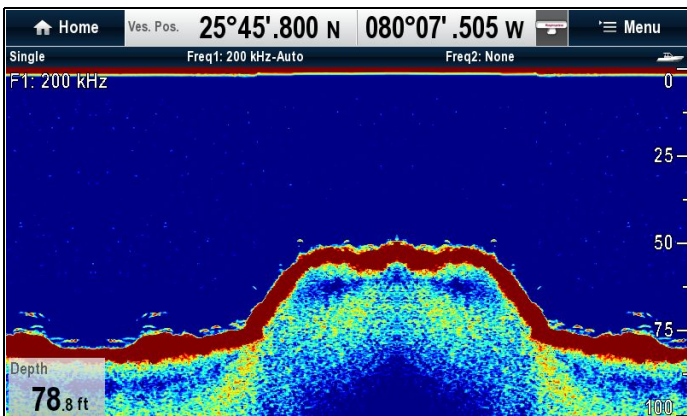 Home Ves. Pos. 25°45'.800 N 080°07'.505 W Menu
Single Freq1: 200 kHz-Auto Freq2: None
F1: 200 kHz 0
25
50
75
Depth
78.8 ft
100